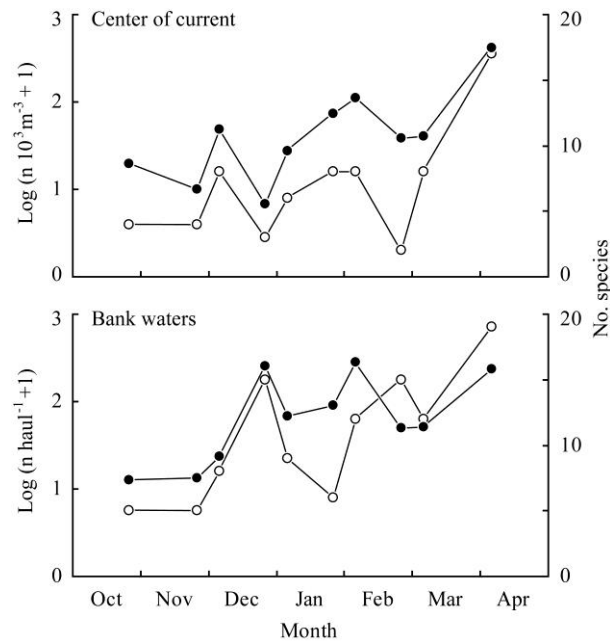 Center of current
3
2
1
0
Log (n 10³ m⁻³ + 1)
20
10
0
Bank waters
3
2
1
0
Log (n haul⁻¹ +1)
20
10
0
No. species
Oct Nov Dec Jan Feb Mar Apr
Month